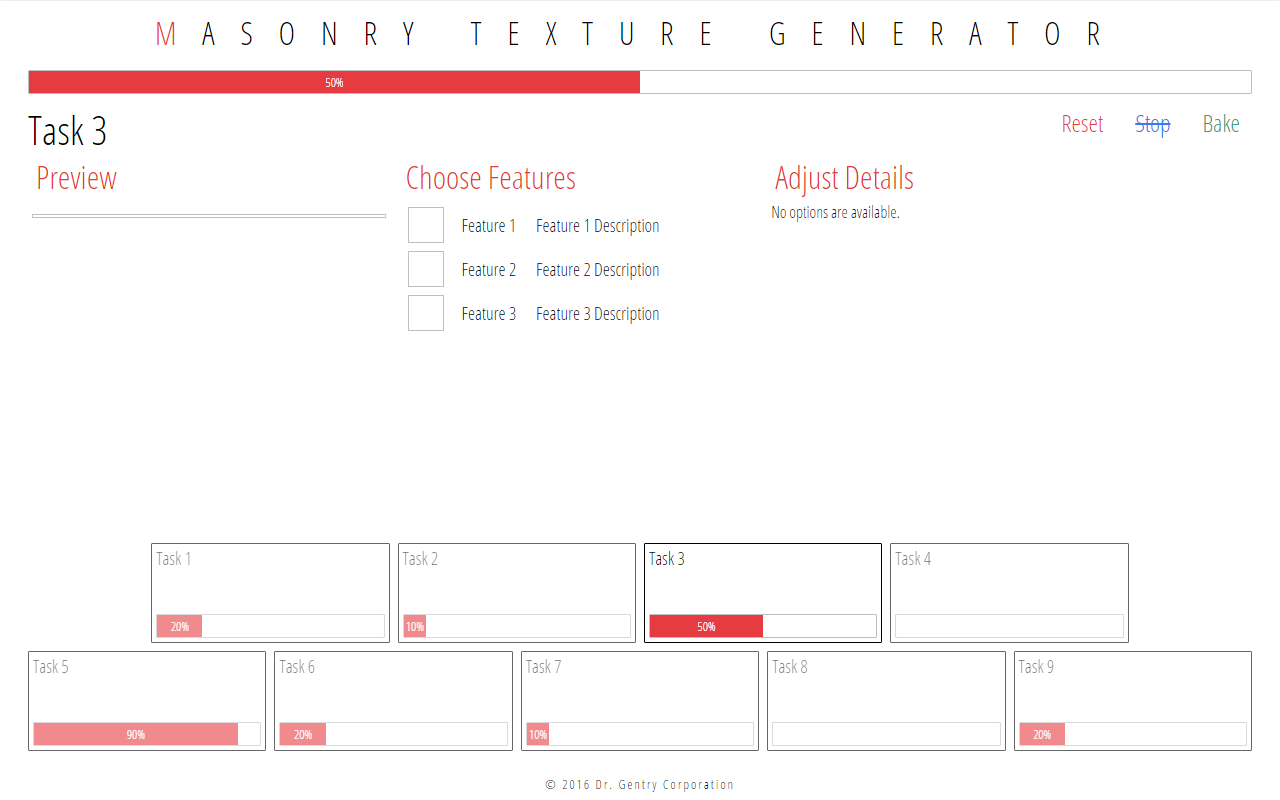 MASONRY TEXTURE GENERATOR
50%
Task 3
Reset Stop Bake
Preview
Choose Features
Feature 1 Feature 1 Description
Feature 2 Feature 2 Description
Feature 3 Feature 3 Description
Adjust Details
No options are available.
Task 1
20%
Task 2
10%
Task 3
50%
Task 4
Task 5
90%
Task 6
20%
Task 7
10%
Task 8
Task 9
20%
© 2016 Dr. Gentry Corporation